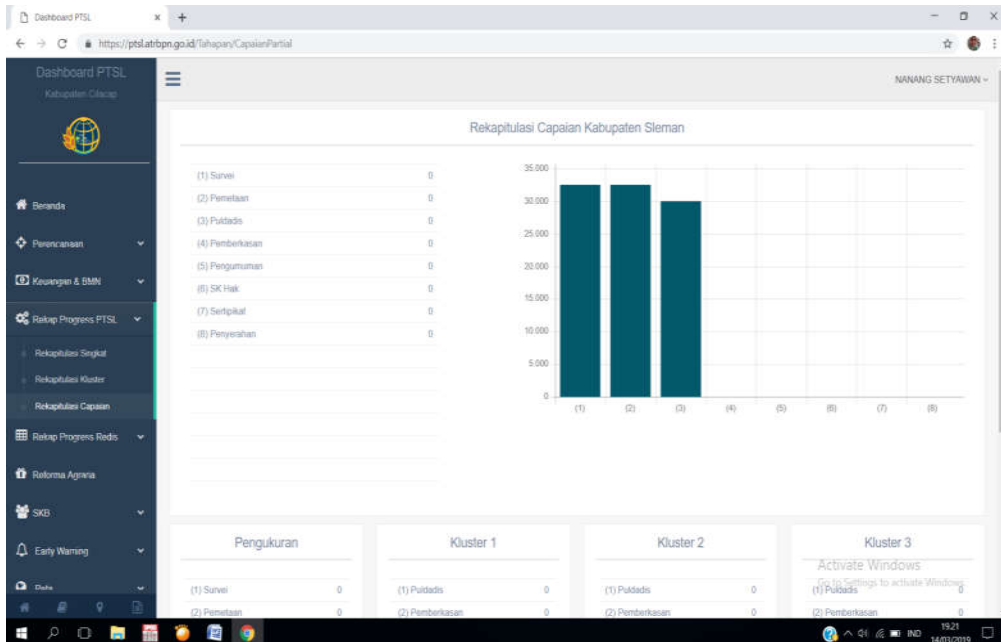 Dashboard PTSL
https://ptsl.atrbpn.go.id/Tahapan/CapaianPartial
Dashboard PTSL
Kabupaten Cilacap
NANANG SETYAWAN
Beranda
Perencanaan
Keuangan & BMN
Rekap Progress PTSL
Rekapitulasi Singkat
Rekapitulasi Kluster
Rekapitulasi Capaian
Rekap Progress Redis
Reforma Agraria
SKB
Early Warning
Data
Rekapitulasi Capaian Kabupaten Sleman
(1) Survei 0
(2) Pemetaan 0
(3) Puldadis 0
(4) Pemberkasan 0
(5) Pengumuman 0
(6) SK Hak 0
(7) Sertipikat 0
(8) Penyerahan 0
35.000
30.000
25.000
20.000
15.000
10.000
5.000
0
(1) (2) (3) (4) (5) (6) (7) (8)
Pengukuran
(1) Survei 0
(2) Pemetaan 0
Kluster 1
(1) Puldadis 0
(2) Pemberkasan 0
Kluster 2
(1) Puldadis 0
(2) Pemberkasan 0
Kluster 3
(1) Puldadis 0
(2) Pemberkasan 0
Activate Windows
Go to Settings to activate Windows.
IND
19.21
14/03/2019